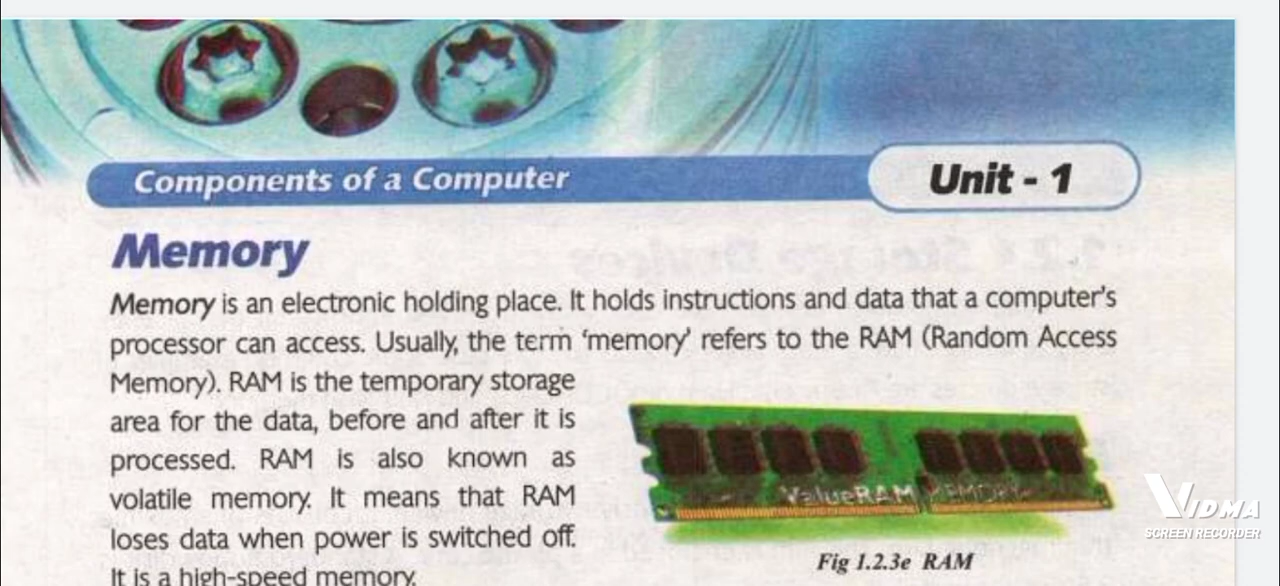 Components of a Computer
Unit - 1
Memory
Memory is an electronic holding place. It holds instructions and data that a computer's
processor can access. Usually, the term 'memory' refers to the RAM (Random Access
Memory). RAM is the temporary storage
area for the data, before and after it is
processed. RAM is also known as
volatile memory. It means that RAM
loses data when power is switched off.
It is a high-speed memory.
ValueRAM MEMORY
Fig 1.2.3e RAM
VIDMA
SCREEN RECORDER